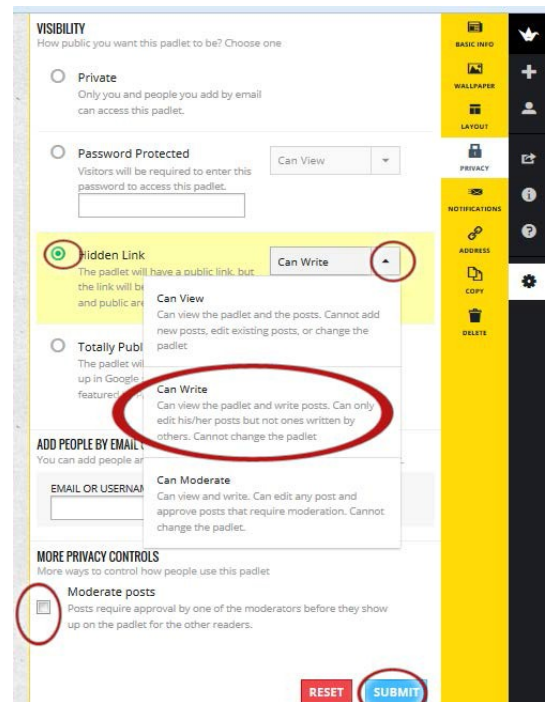 VISIBILITY
How public you want this padlet to be? Choose one
Private
Only you and people you add by email
can access this padlet.
Password Protected
Visitors will be required to enter this
password to access this padlet.
Can View
Hidden Link
The padlet will have a public link, but
the link will be
and public are
Can Write
Can View
Can view the padlet and the posts. Cannot add
new posts, edit existing posts, or change the
padlet
Totally Publ
The padlet wil
up in Google
featured
Can Write
Can view the padlet and write posts. Can only
edit his/her posts but not ones written by
others. Cannot change the padlet
Can Moderate
Can view and write. Can edit any post and
approve posts that require moderation. Cannot
change the padlet.
ADD PEOPLE BY EMAIL
You can add people
EMAIL OR USERNAM
MORE PRIVACY CONTROLS
More ways to control how people use this padlet
Moderate posts
Posts require approval by one of the moderators before they show
up on the padlet for the other readers.
RESET
SUBMIT
BASIC INFO
WALLPAPER
LAYOUT
PRIVACY
NOTIFICATIONS
ADDRESS
COPY
DELETE